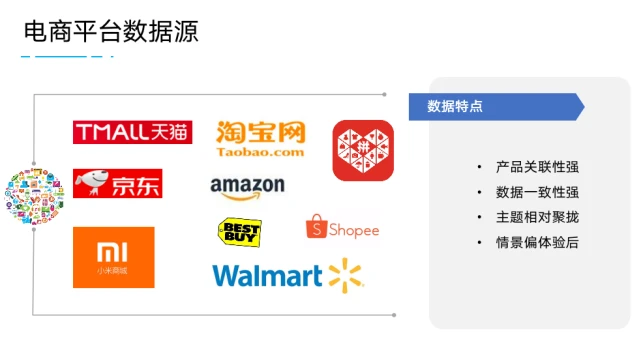 电商平台数据源
数据特点
TMALL天猫
淘宝网
Taobao.com
拼
京东
amazon
BEST
BUY
S Shopee
mi
小米商城
Walmart
• 产品关联性强
• 数据一致性强
• 主题相对聚拢
• 情景偏体验后